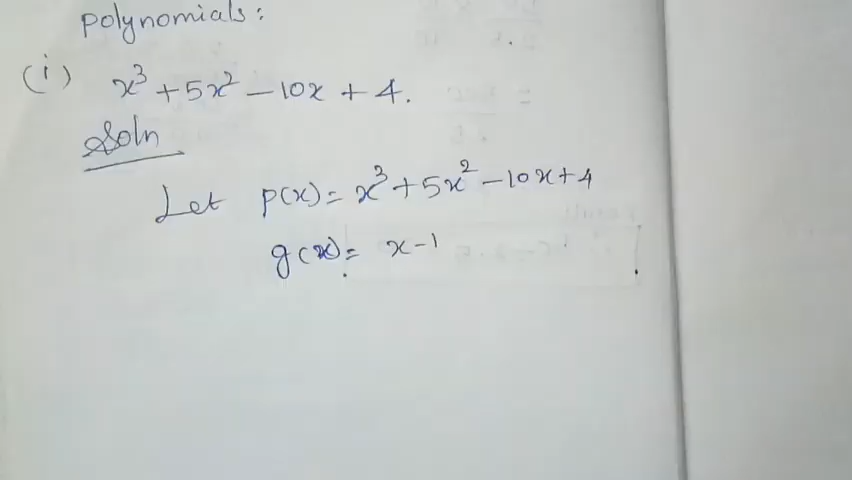 polynomials:
(i) x³ + 5x² - 10x + 4.
Soln
Let p(x) = x³ + 5x² - 10x + 4
g(x) = x - 1